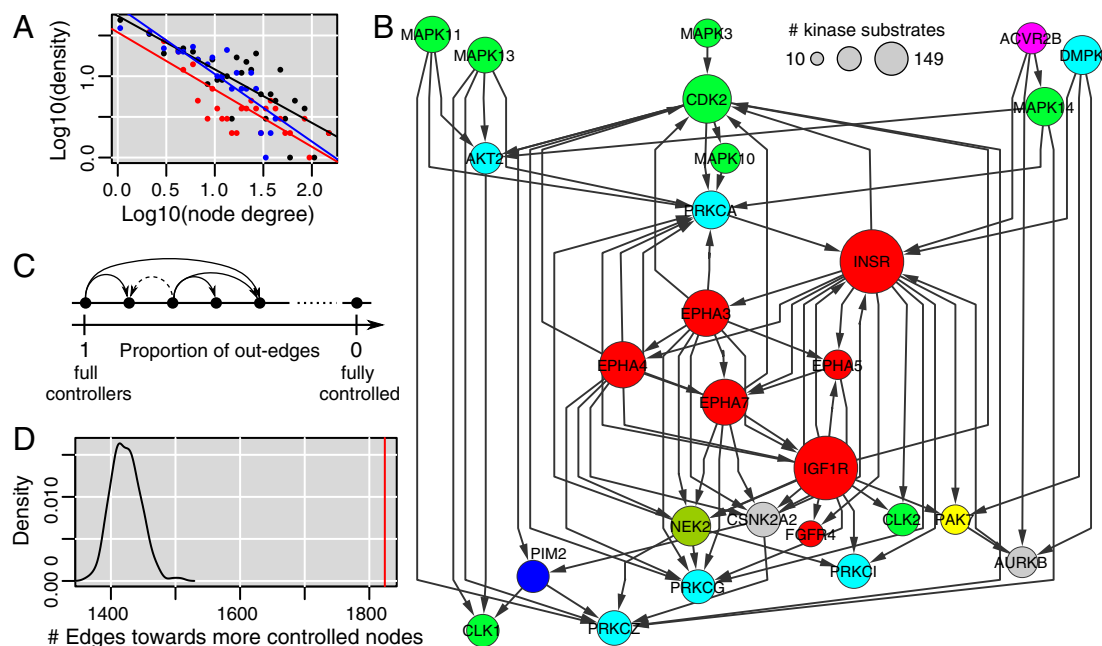 A
Log10(density)
0.0
1.0
0.0
0.5
1.0
1.5
2.0
Log10(node degree)
B
# kinase substrates
10
149
MAPK11
MAPK13
MAPK3
ACVR2B
DMPK
CDK2
MAPK14
AKT2
MAPK10
PRKCA
INSR
EPHA3
EPHA4
EPHA5
EPHA7
IGF1R
NEK2
CSNK2A2
FGFR4
CLK2
PAK7
PIM2
PRKCG
PRKCI
AURKB
CLK1
PRKCZ
C
1
Proportion of out-edges
0
full
controllers
fully
controlled
D
Density
0.00 0
0.010
1400
1600
1800
# Edges towards more controlled nodes